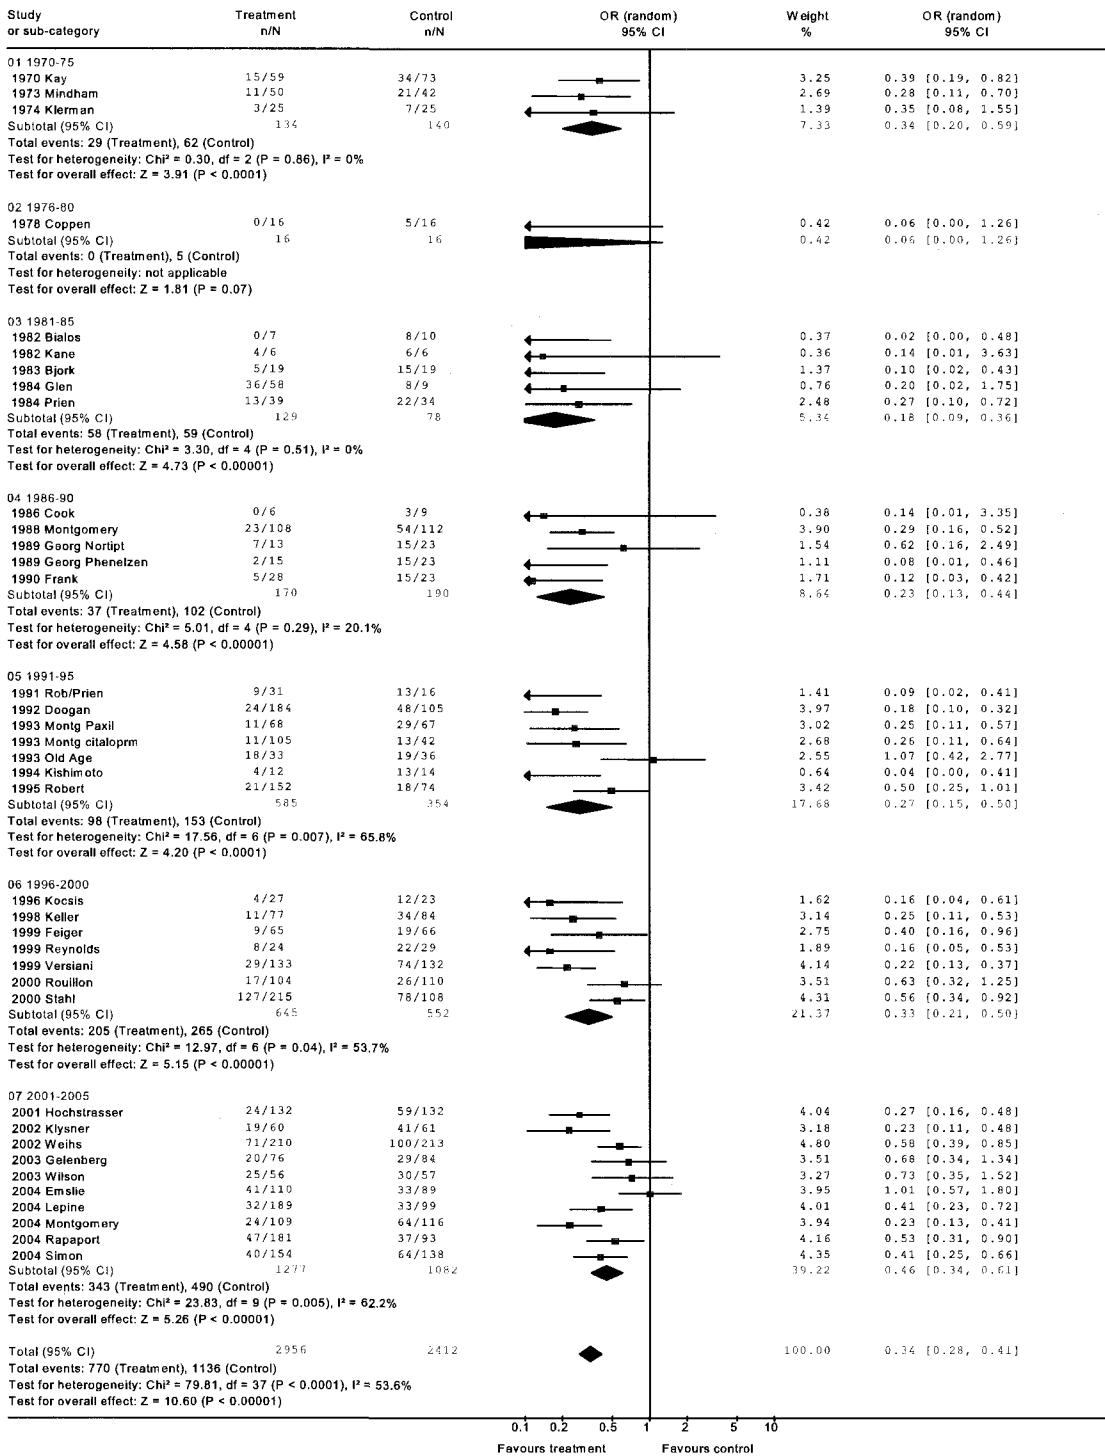 Study Treatment Control OR (random) Weight OR (random)
or sub-category n/N n/N 95% CI % 95% CI
01 1970-75
1970 Kay 15/59 34/73 3.25 0.39 [0.19, 0.82]
1973 Mindham 11/50 21/42 2.69 0.28 [0.11, 0.70]
1974 Klerman 3/25 7/25 1.39 0.35 [0.08, 1.55]
Subtotal (95% CI) 134 140 7.33 0.34 [0.20, 0.59]
Total events: 29 (Treatment), 62 (Control)
Test for heterogeneity: Chi² = 0.30, df = 2 (P = 0.86), I² = 0%
Test for overall effect: Z = 3.91 (P < 0.0001)
02 1976-80
1978 Coppen 0/16 5/16 0.42 0.06 [0.00, 1.26]
Subtotal (95% CI) 16 16 0.42 0.06 [0.00, 1.26]
Total events: 0 (Treatment), 5 (Control)
Test for heterogeneity: not applicable
Test for overall effect: Z = 1.81 (P = 0.07)
03 1981-85
1982 Bialos 0/7 8/10 0.37 0.02 [0.00, 0.48]
1982 Kane 4/6 6/6 0.36 0.14 [0.01, 3.63]
1983 Bjork 5/19 15/19 1.37 0.10 [0.02, 0.43]
1984 Glen 36/58 8/9 0.76 0.20 [0.02, 1.75]
1984 Prien 13/39 22/34 2.48 0.27 [0.10, 0.72]
Subtotal (95% CI) 129 78 5.34 0.18 [0.09, 0.36]
Total events: 58 (Treatment), 59 (Control)
Test for heterogeneity: Chi² = 3.30, df = 4 (P = 0.51), I² = 0%
Test for overall effect: Z = 4.73 (P < 0.00001)
04 1986-90
1986 Cook 0/6 3/9 0.38 0.14 [0.01, 3.35]
1988 Montgomery 23/108 54/112 3.90 0.29 [0.16, 0.52]
1989 Georg Nortipt 7/13 15/23 1.54 0.62 [0.16, 2.49]
1989 Georg Phenelzen 2/15 15/23 1.11 0.08 [0.01, 0.46]
1990 Frank 5/28 15/23 1.71 0.12 [0.03, 0.42]
Subtotal (95% CI) 170 190 8.64 0.23 [0.13, 0.44]
Total events: 37 (Treatment), 102 (Control)
Test for heterogeneity: Chi² = 5.01, df = 4 (P = 0.29), I² = 20.1%
Test for overall effect: Z = 4.58 (P < 0.00001)
05 1991-95
1991 Rob/Prien 9/31 13/16 1.41 0.09 [0.02, 0.41]
1992 Doogan 24/184 48/105 3.97 0.18 [0.10, 0.32]
1993 Montg Paxil 11/68 29/67 3.02 0.25 [0.11, 0.57]
1993 Montg citaloprm 11/105 13/42 2.68 0.26 [0.11, 0.64]
1993 Old Age 18/33 19/36 2.55 1.07 [0.42, 2.77]
1994 Kishimoto 4/12 13/14 0.64 0.04 [0.00, 0.41]
1995 Robert 21/152 18/74 3.42 0.50 [0.25, 1.01]
Subtotal (95% CI) 585 354 17.68 0.27 [0.15, 0.50]
Total events: 98 (Treatment), 153 (Control)
Test for heterogeneity: Chi² = 17.56, df = 6 (P = 0.007), I² = 65.8%
Test for overall effect: Z = 4.20 (P < 0.0001)
06 1996-2000
1996 Kocsis 4/27 12/23 1.62 0.16 [0.04, 0.61]
1998 Keller 11/77 34/84 3.14 0.25 [0.11, 0.53]
1999 Feiger 9/65 19/66 2.75 0.40 [0.16, 0.96]
1999 Reynolds 8/24 22/29 1.89 0.16 [0.05, 0.53]
1999 Versiani 29/133 74/132 4.14 0.22 [0.13, 0.37]
2000 Rouillon 17/104 26/110 3.51 0.63 [0.32, 1.25]
2000 Stahl 127/215 78/108 4.31 0.56 [0.34, 0.92]
Subtotal (95% CI) 645 552 21.37 0.33 [0.21, 0.50]
Total events: 205 (Treatment), 265 (Control)
Test for heterogeneity: Chi² = 12.97, df = 6 (P = 0.04), I² = 53.7%
Test for overall effect: Z = 5.15 (P < 0.00001)
07 2001-2005
2001 Hochstrasser 24/132 59/132 4.04 0.27 [0.16, 0.48]
2002 Klysner 19/60 41/61 3.18 0.23 [0.11, 0.48]
2002 Weihs 71/210 100/213 4.80 0.58 [0.39, 0.85]
2003 Gelenberg 20/76 29/84 3.51 0.68 [0.34, 1.34]
2003 Wilson 25/56 30/57 3.27 0.73 [0.35, 1.52]
2004 Emslie 41/110 33/89 3.95 1.01 [0.57, 1.80]
2004 Lepine 32/189 33/99 4.01 0.41 [0.23, 0.72]
2004 Montgomery 24/109 64/116 3.94 0.23 [0.13, 0.41]
2004 Rapaport 47/181 37/93 4.16 0.53 [0.31, 0.90]
2004 Simon 40/154 64/138 4.35 0.41 [0.25, 0.66]
Subtotal (95% CI) 1277 1082 39.22 0.46 [0.34, 0.61]
Total events: 343 (Treatment), 490 (Control)
Test for heterogeneity: Chi² = 23.83, df = 9 (P = 0.005), I² = 62.2%
Test for overall effect: Z = 5.26 (P < 0.00001)
Total (95% CI) 2956 2412 100.00 0.34 [0.28, 0.41]
Total events: 770 (Treatment), 1136 (Control)
Test for heterogeneity: Chi² = 79.81, df = 37 (P < 0.0001), I² = 53.6%
Test for overall effect: Z = 10.60 (P < 0.00001)
0.1 0.2 0.5 1 2 5 10
Favours treatment Favours control